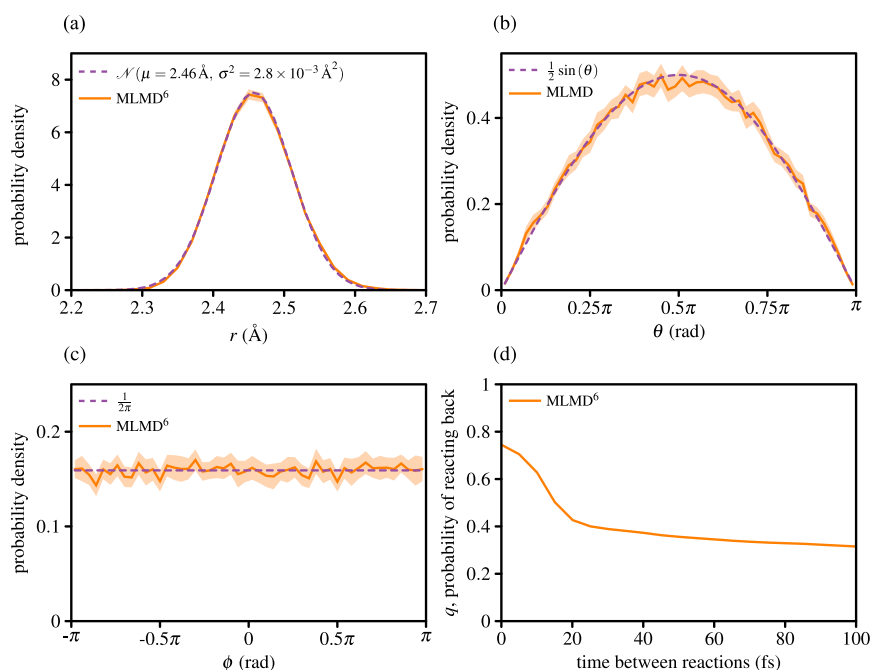 (a)
𝒩(μ = 2.46Å, σ² = 2.8 × 10⁻³ Å²)
MLMD⁶
8
6
4
2
0
probability density
2.2 2.3 2.4 2.5 2.6 2.7
r (Å)
(b)
½ sin(θ)
MLMD
0.4
0.2
0
probability density
0 0.25π 0.5π 0.75π π
θ (rad)
(c)
1/2π
MLMD⁶
0.2
0.1
0
probability density
-π -0.5π 0 0.5π π
ϕ (rad)
(d)
MLMD⁶
1
0.8
0.6
0.4
0.2
0
q, probability of reacting back
0 20 40 60 80 100
time between reactions (fs)